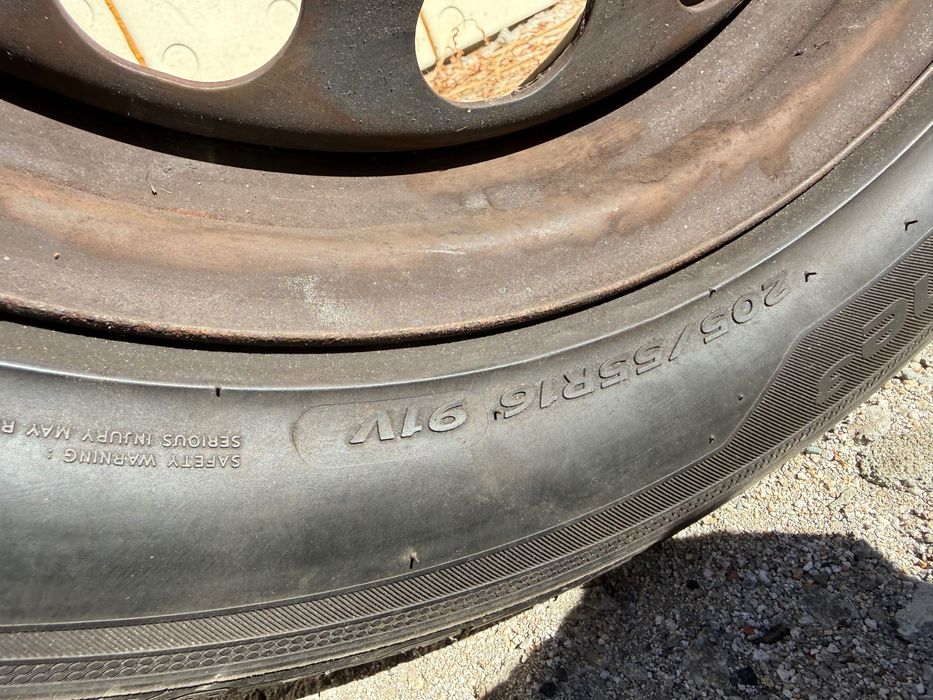 205/55R16 91V
SAFETY WARNING :
SERIOUS INJURY MAY R